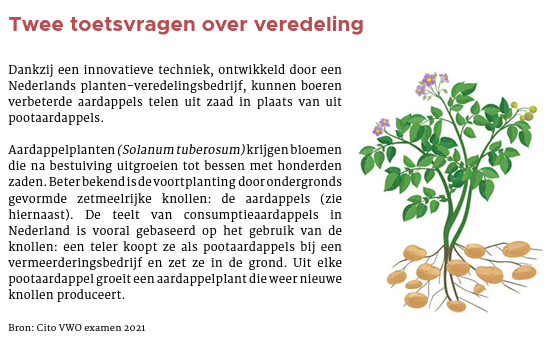 Twee toetsvragen over veredeling
Dankzij een innovatieve techniek, ontwikkeld door een
Nederlands planten-veredelingsbedrijf, kunnen boeren
verbeterde aardappels telen uit zaad in plaats van uit
pootaardappels.
Aardappelplanten (Solanum tuberosum) krijgen bloemen
die na bestuiving uitgroeien tot bessen met honderden
zaden. Beter bekend is de voortplanting door ondergronds
gevormde zetmeelrijke knollen: de aardappels (zie
hiernaast). De teelt van consumptieaardappels in
Nederland is vooral gebaseerd op het gebruik van de
knollen: een teler koopt ze als pootaardappels bij een
vermeerderingsbedrijf en zet ze in de grond. Uit elke
pootaardappel groeit een aardappelplant die weer nieuwe
knollen produceert.
Bron: Cito VWO examen 2021